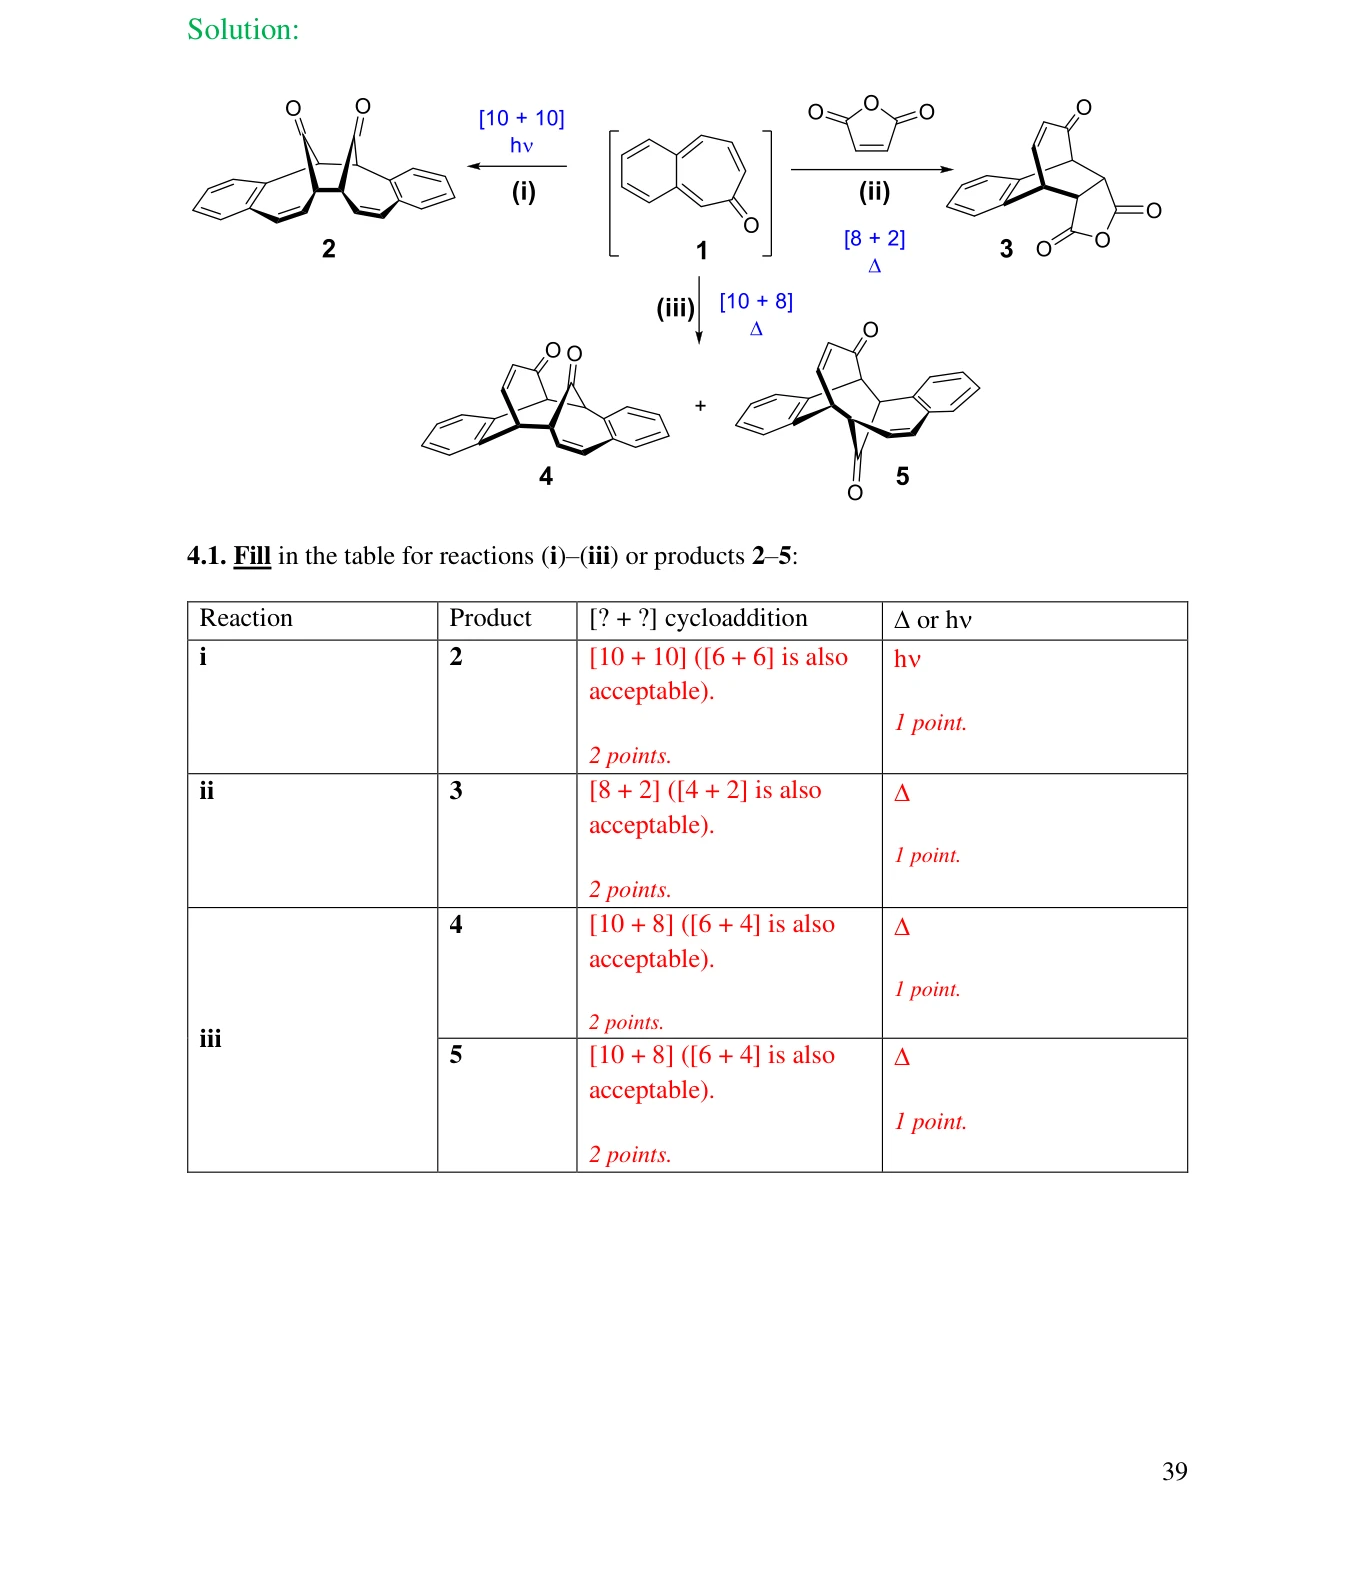 Solution:
O O [10 + 10] hν (i) O O O O
(ii)
[8 + 2]
Δ
O
O O
2 1 3 O
(iii) [10 + 8]
Δ
O O O
+
4 5
O
4.1. Fill in the table for reactions (i)–(iii) or products 2–5:
Reaction Product [? + ?] cycloaddition Δ or hν
i 2 [10 + 10] ([6 + 6] is also hν
acceptable).
1 point.
2 points.
ii 3 [8 + 2] ([4 + 2] is also Δ
acceptable).
1 point.
2 points.
iii 4 [10 + 8] ([6 + 4] is also Δ
acceptable).
1 point.
2 points.
5 [10 + 8] ([6 + 4] is also Δ
acceptable).
1 point.
2 points.
39